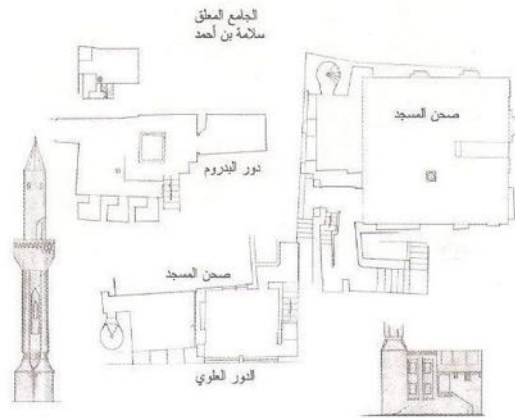 الجامع المعلق
سلامة بن أحمد
صحن المسجد
دور البدروم
صحن المسجد
الدور العلوي